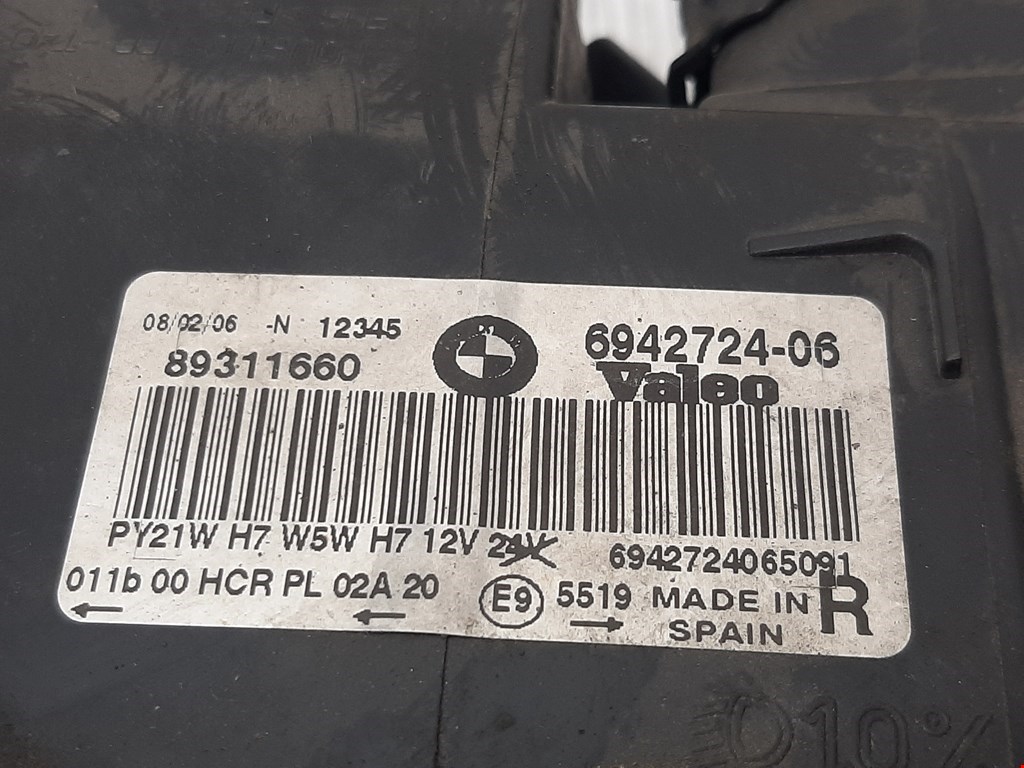 08/02/06 -N 12345
89311660
6942724-06
Valeo
PY21W H7 W5W H7 12V 24V
6942724065091
011b 00 HCR PL 02A 20
E9 5519 MADE IN SPAIN
R
10%